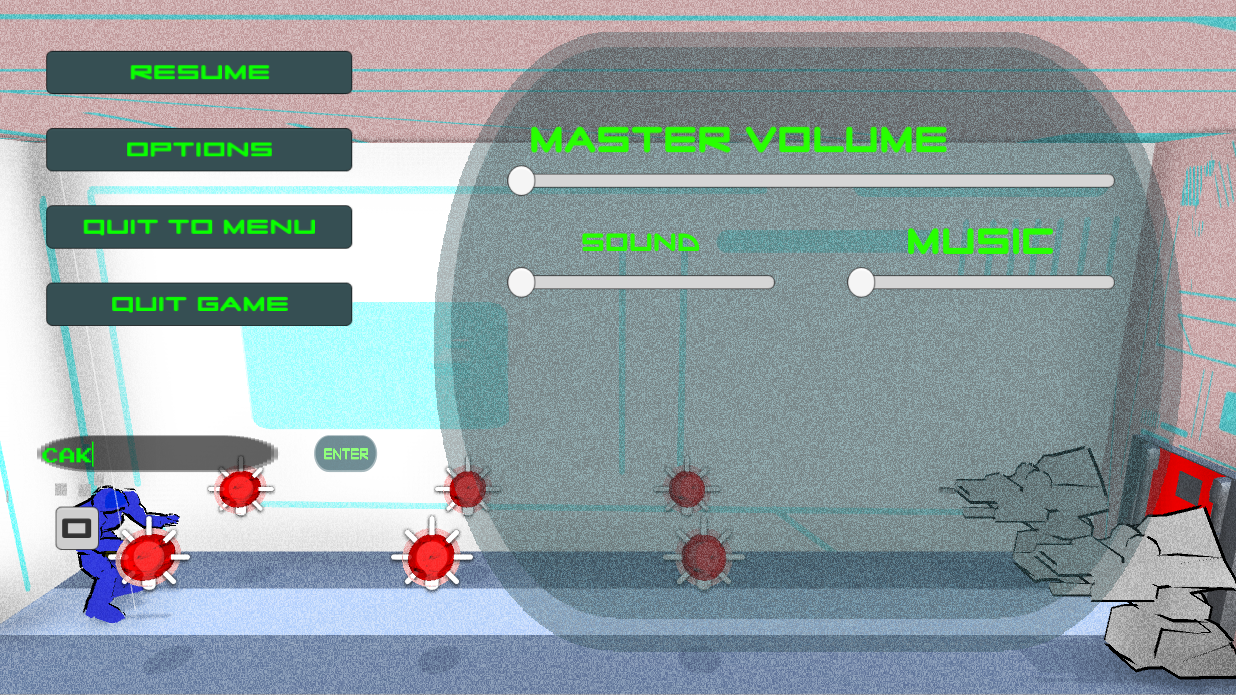 RESUME
OPTIONS
QUIT TO MENU
QUIT GAME
MASTER VOLUME
SOUND
MUSIC
CAK
ENTER